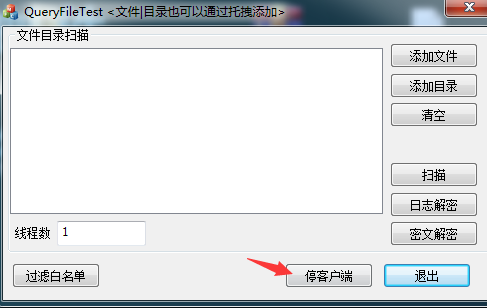 QueryFileTest <文件|目录也可以通过托拽添加>
文件目录扫描
添加文件
添加目录
清空
扫描
日志解密
密文解密
线程数 1
过滤白名单 停客户端 退出